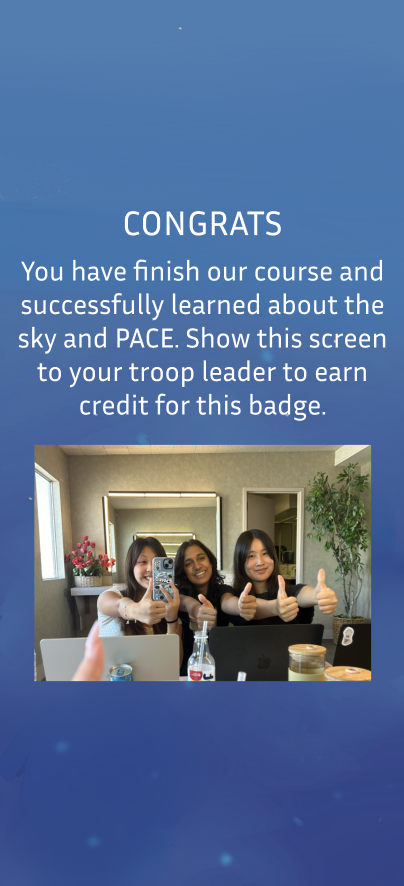 CONGRATS
You have finish our course and
successfully learned about the
sky and PACE. Show this screen
to your troop leader to earn
credit for this badge.